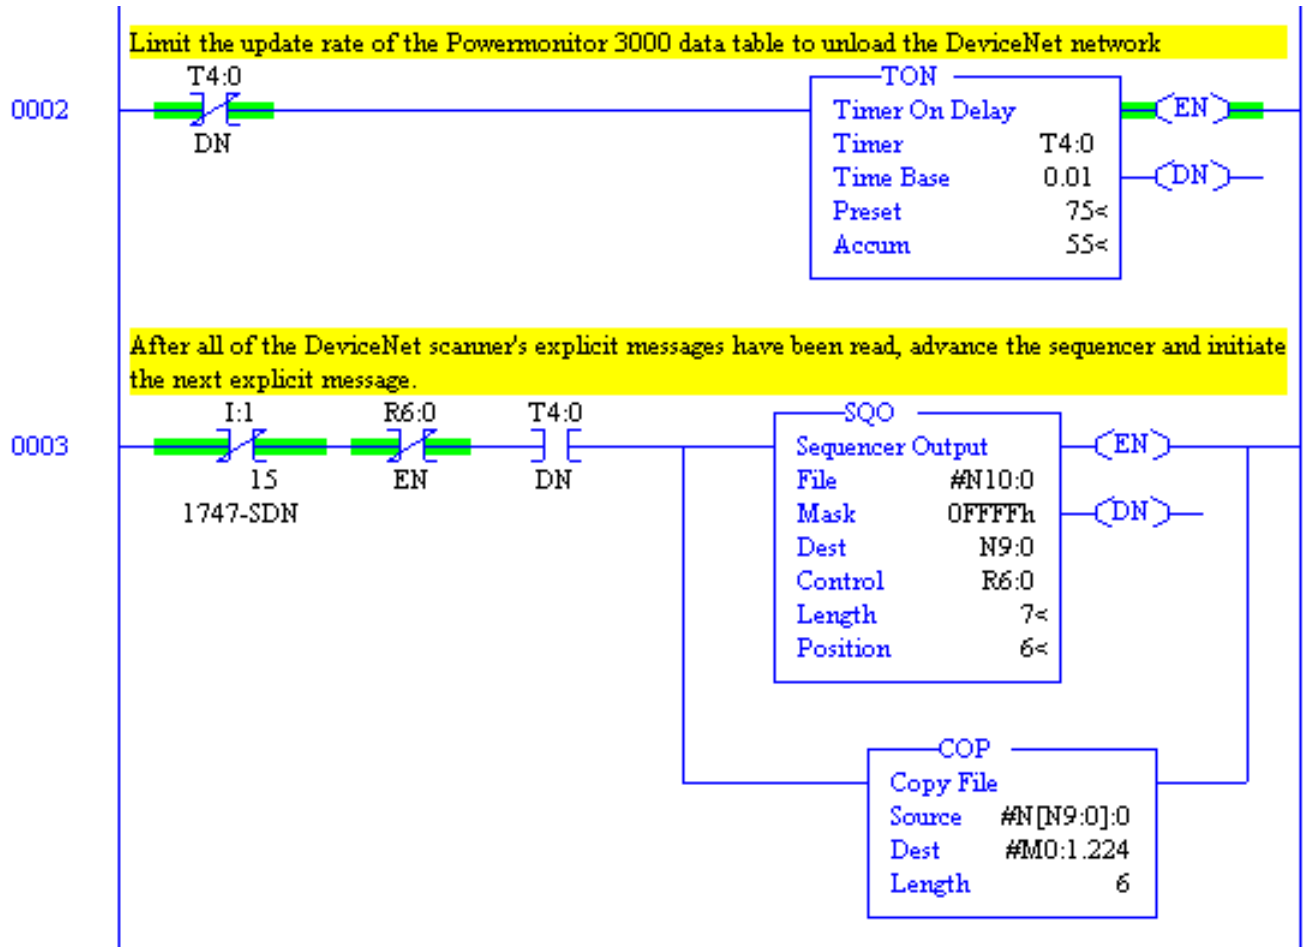 Limit the update rate of the Powermonitor 3000 data table to unload the DeviceNet network
0002
T4:0
DN
TON
Timer On Delay
Timer T4:0
Time Base 0.01
Preset 75<
Accum 55<
EN
DN
After all of the DeviceNet scanner's explicit messages have been read, advance the sequencer and initiate
the next explicit message.
0003
I:1
15
1747-SDN
R6:0
EN
T4:0
DN
SQO
Sequencer Output
File #N10:0
Mask 0FFFFh
Dest N9:0
Control R6:0
Length 7<
Position 6<
EN
DN
COP
Copy File
Source #N[N9:0]:0
Dest #M0:1.224
Length 6